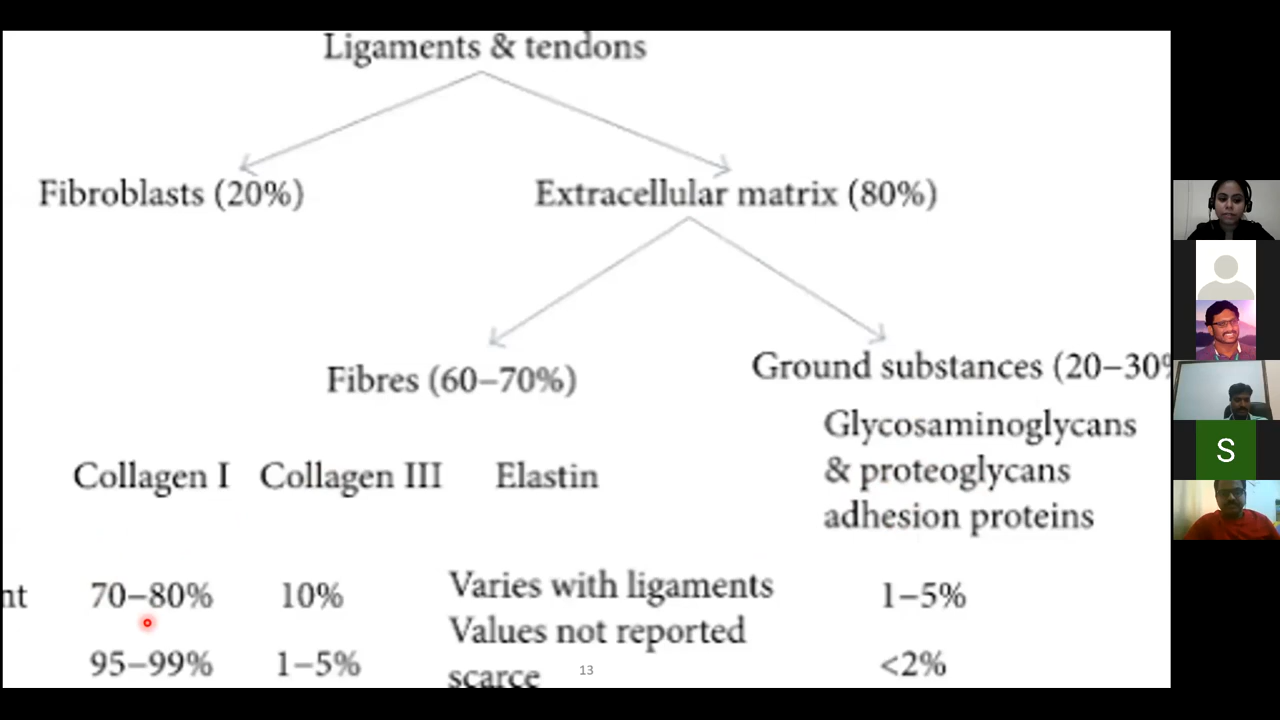 Ligaments & tendons
Fibroblasts (20%)
Extracellular matrix (80%)
Fibres (60–70%)
Ground substances (20–30%
Glycosaminoglycans
& proteoglycans
adhesion proteins
Collagen I
Collagen III
Elastin
nt
70–80%
10%
Varies with ligaments
Values not reported
1–5%
95–99%
1–5%
scarce
<2%
13
S